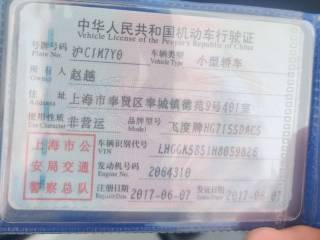 中华人民共和国机动车行驶证
Vehicle License of the People's Republic of China
号牌号码 Plate No. 沪C1M7Y0 车辆类型 Vehicle Type 小型轿车
所有人 Owner 赵越
住址 Address 上海市奉贤区奉城镇 9号401室
使用性质 Use Character 非营运 品牌型号 Model 飞度牌HG7155DAC5
上海市公安局交通警察总队
车辆识别代号 VIN LHGGK5851H8059826
发动机号码 Engine No. 2064310
注册日期 2017-06-07 发证日期 2017-06-07